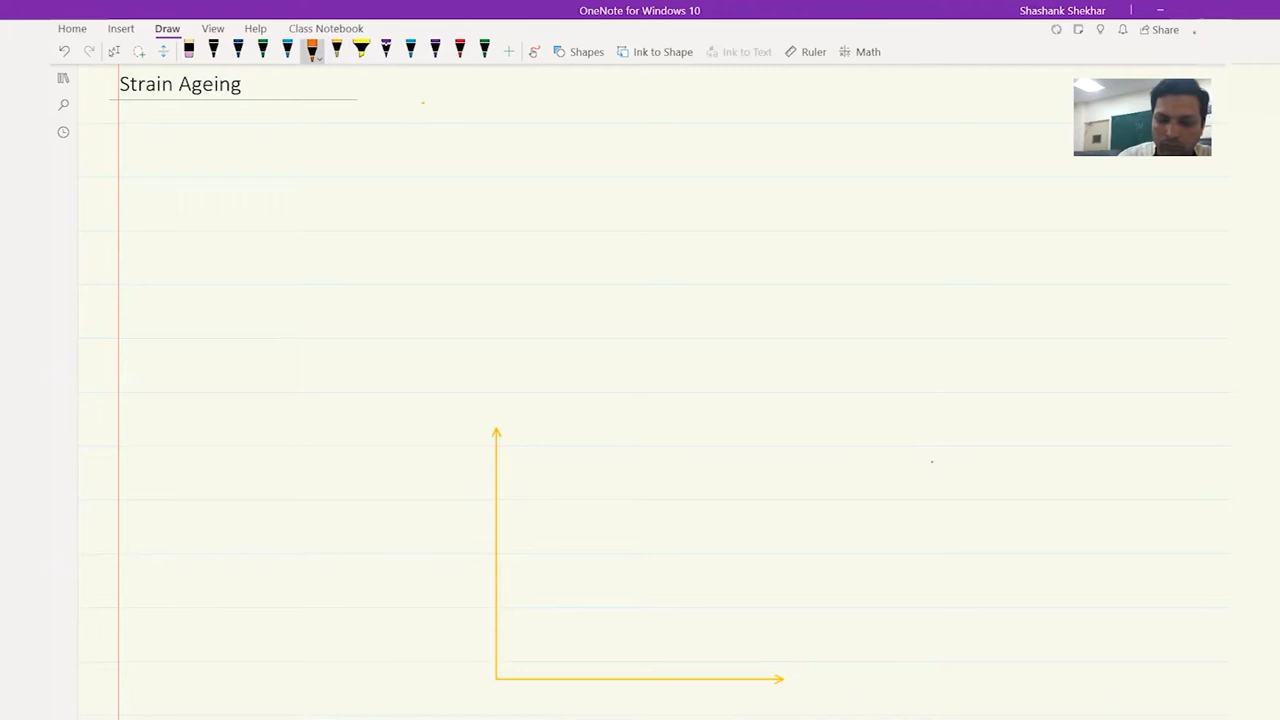 OneNote for Windows 10
Shashank Shekhar
Home Insert Draw View Help Class Notebook
Share
Shapes Ink to Shape Ink to Text Ruler Math
Strain Ageing